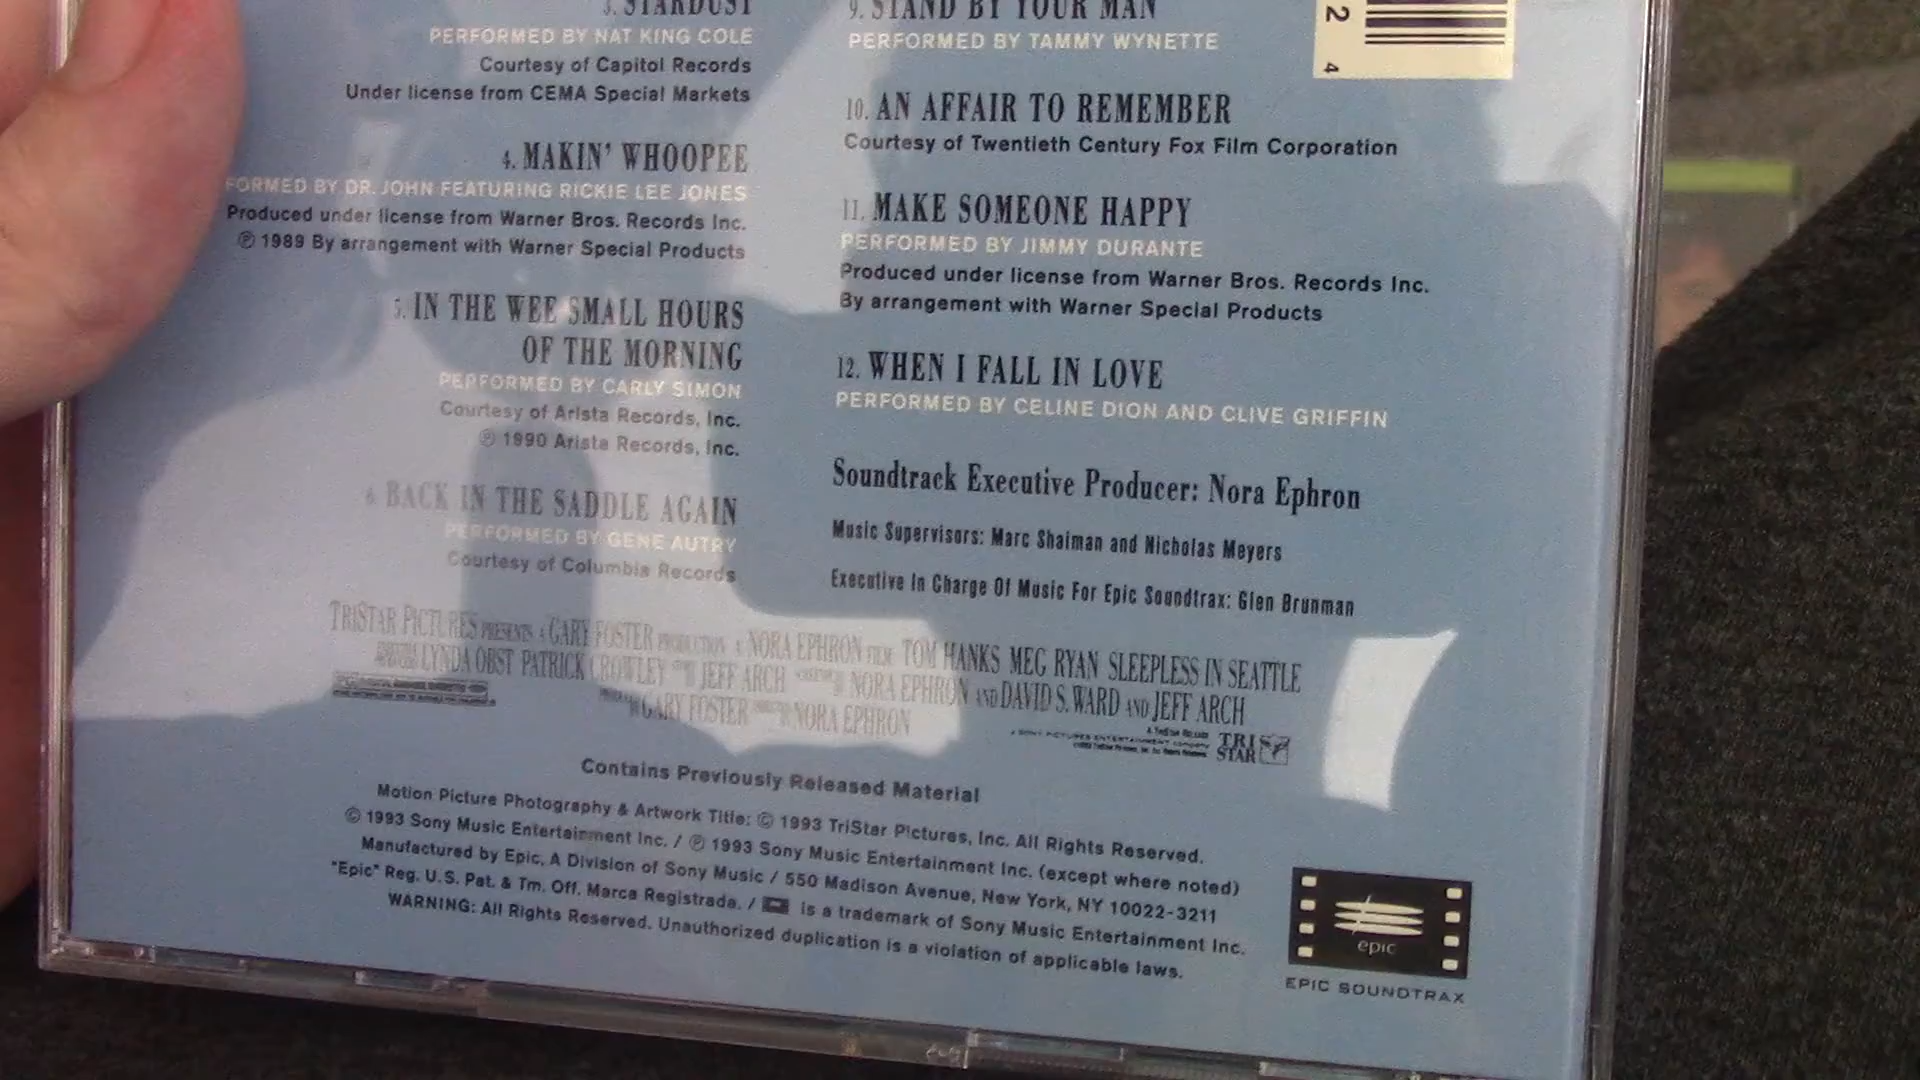 3. STARDUST
PERFORMED BY NAT KING COLE
Courtesy of Capitol Records
Under license from CEMA Special Markets
4. MAKIN' WHOOPEE
FORMED BY DR. JOHN FEATURING RICKIE LEE JONES
Produced under license from Warner Bros. Records Inc.
℗ 1989 By arrangement with Warner Special Products
5. IN THE WEE SMALL HOURS
OF THE MORNING
PERFORMED BY CARLY SIMON
Courtesy of Arista Records, Inc.
℗ 1990 Arista Records, Inc.
6. BACK IN THE SADDLE AGAIN
PERFORMED BY GENE AUTRY
Courtesy of Columbia Records
9. STAND BY YOUR MAN
PERFORMED BY TAMMY WYNETTE
10. AN AFFAIR TO REMEMBER
Courtesy of Twentieth Century Fox Film Corporation
11. MAKE SOMEONE HAPPY
PERFORMED BY JIMMY DURANTE
Produced under license from Warner Bros. Records Inc.
By arrangement with Warner Special Products
12. WHEN I FALL IN LOVE
PERFORMED BY CELINE DION AND CLIVE GRIFFIN
Soundtrack Executive Producer: Nora Ephron
Music Supervisors: Marc Shaiman and Nicholas Meyers
Executive In Charge Of Music For Epic Soundtrax: Glen Brunman
2
4
TRISTAR PICTURES PRESENTS A GARY FOSTER PRODUCTION A NORA EPHRON FILM TOM HANKS MEG RYAN SLEEPLESS IN SEATTLE
LYNDA OBST PATRICK CROWLEY JEFF ARCH NORA EPHRON AND DAVID S. WARD AND JEFF ARCH
GARY FOSTER NORA EPHRON
TRI
STAR
Contains Previously Released Material
Motion Picture Photography & Artwork Title: © 1993 TriStar Pictures, Inc. All Rights Reserved.
© 1993 Sony Music Entertainment Inc. / ℗ 1993 Sony Music Entertainment Inc. (except where noted)
Manufactured by Epic, A Division of Sony Music / 550 Madison Avenue, New York, NY 10022-3211
"Epic" Reg. U.S. Pat. & Tm. Off. Marca Registrada. / is a trademark of Sony Music Entertainment Inc.
WARNING: All Rights Reserved. Unauthorized duplication is a violation of applicable laws.
epic
EPIC SOUNDTRAX